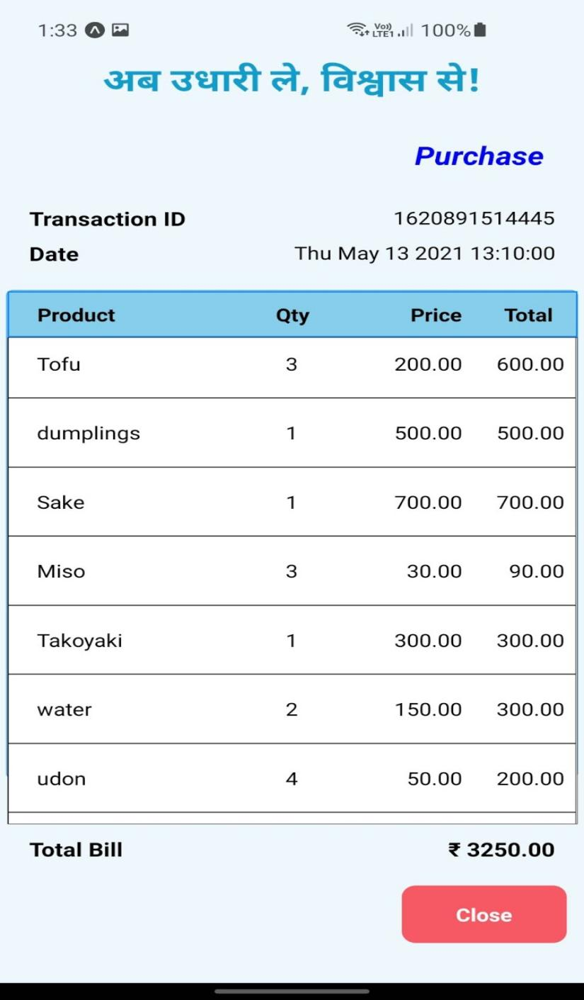 1:33 Vo)) LTE1 100%
अब उधारी ले, विश्वास से!
Purchase
Transaction ID 1620891514445
Date Thu May 13 2021 13:10:00
Product Qty Price Total
Tofu 3 200.00 600.00
dumplings 1 500.00 500.00
Sake 1 700.00 700.00
Miso 3 30.00 90.00
Takoyaki 1 300.00 300.00
water 2 150.00 300.00
udon 4 50.00 200.00
Total Bill ₹ 3250.00
Close